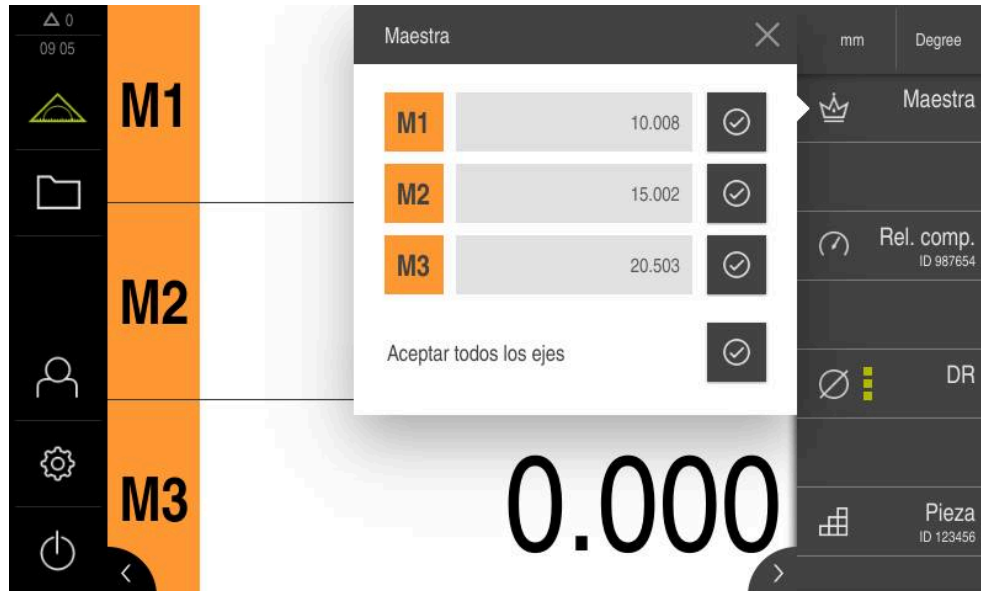 0
09 05
M1
M2
M3
0.000
Maestra
M1 10.008
M2 15.002
M3 20.503
Aceptar todos los ejes
mm Degree
Maestra
Rel. comp.
ID 987654
DR
Pieza
ID 123456